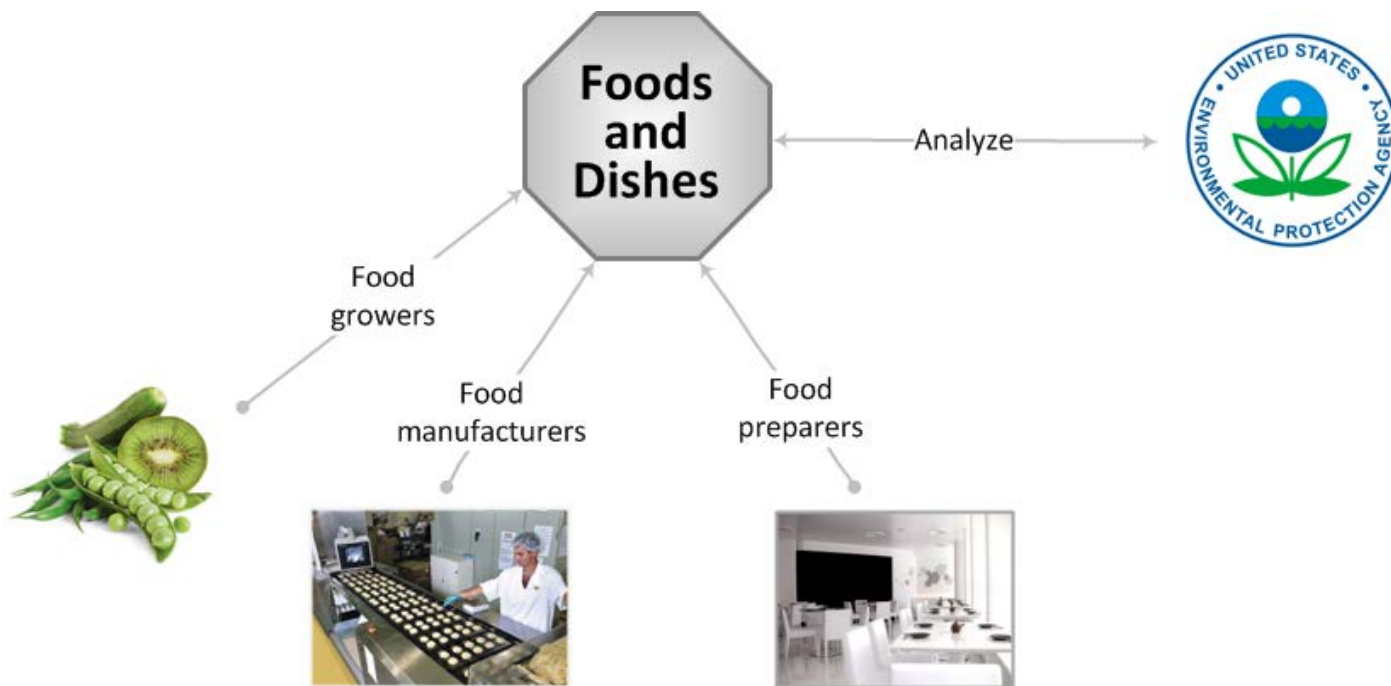 Foods
and
Dishes
Analyze
• UNITED STATES •
ENVIRONMENTAL PROTECTION AGENCY
Food
growers
Food
manufacturers
Food
preparers